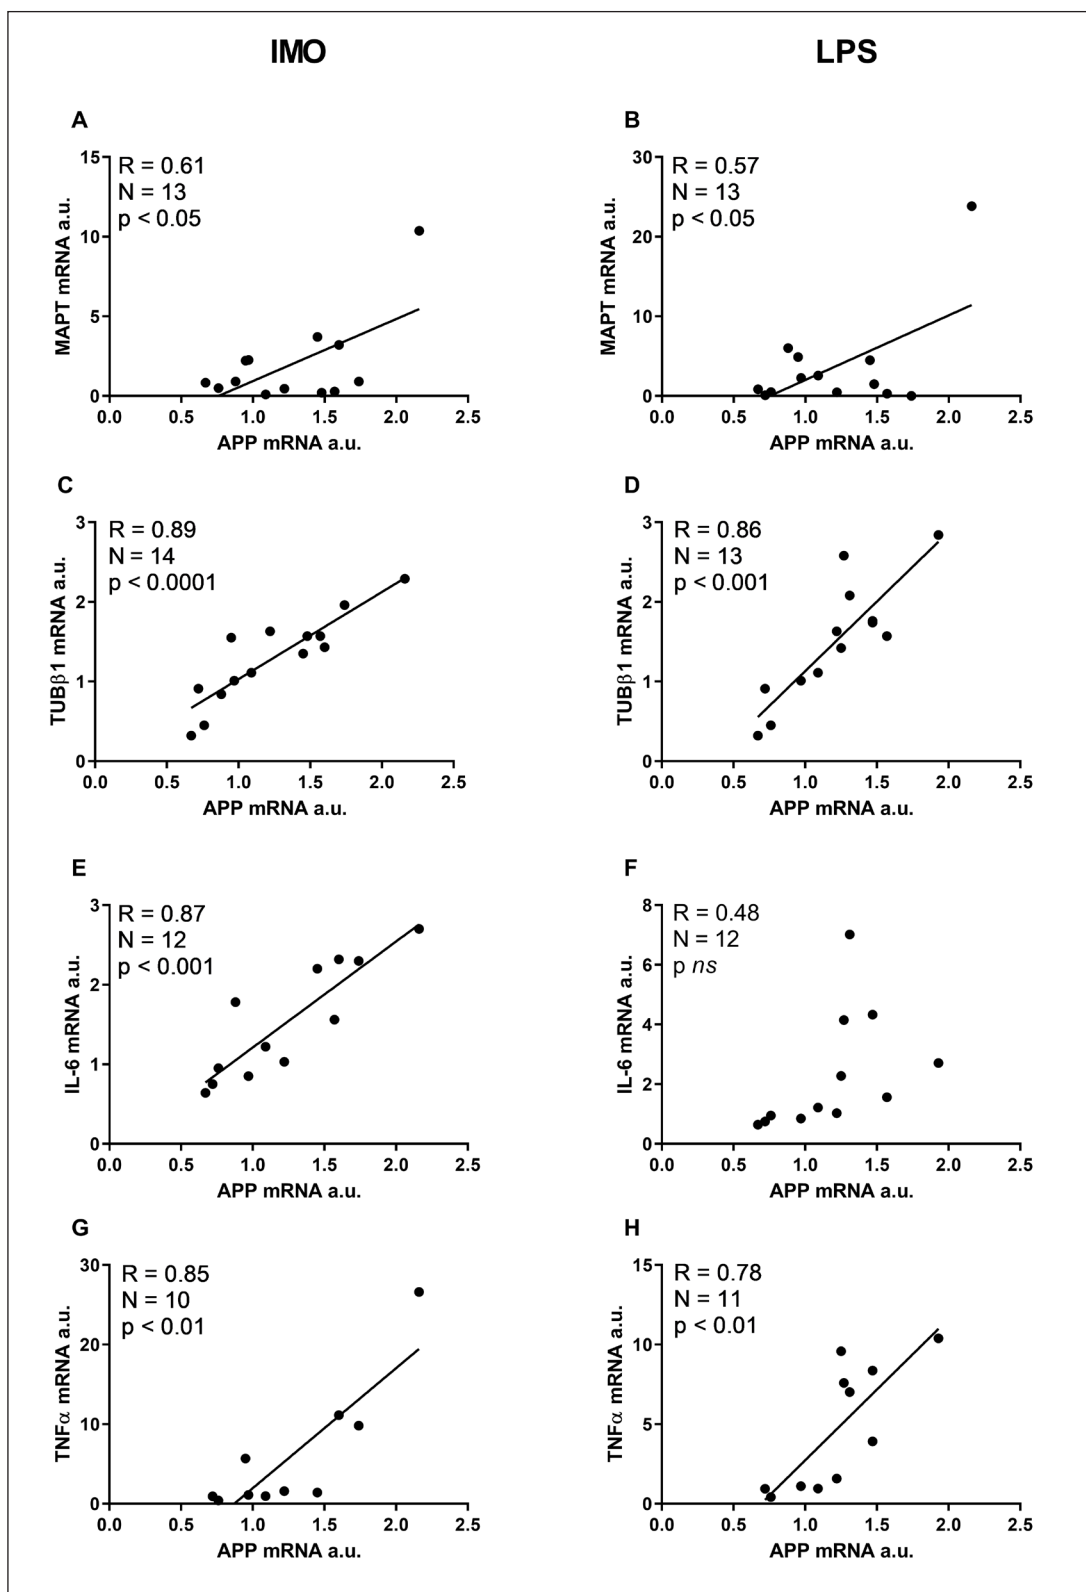 IMO
LPS
A
R = 0.61
N = 13
p < 0.05
MAPT mRNA a.u.
15
10
5
0
0.0 0.5 1.0 1.5 2.0 2.5
APP mRNA a.u.
B
R = 0.57
N = 13
p < 0.05
MAPT mRNA a.u.
30
20
10
0
0.0 0.5 1.0 1.5 2.0 2.5
APP mRNA a.u.
C
R = 0.89
N = 14
p < 0.0001
TUBβ1 mRNA a.u.
3
2
1
0
0.0 0.5 1.0 1.5 2.0 2.5
APP mRNA a.u.
D
R = 0.86
N = 13
p < 0.001
TUBβ1 mRNA a.u.
3
2
1
0
0.0 0.5 1.0 1.5 2.0 2.5
APP mRNA a.u.
E
R = 0.87
N = 12
p < 0.001
IL-6 mRNA a.u.
3
2
1
0
0.0 0.5 1.0 1.5 2.0 2.5
APP mRNA a.u.
F
R = 0.48
N = 12
p ns
IL-6 mRNA a.u.
8
6
4
2
0
0.0 0.5 1.0 1.5 2.0 2.5
APP mRNA a.u.
G
R = 0.85
N = 10
p < 0.01
TNFα mRNA a.u.
30
20
10
0
0.0 0.5 1.0 1.5 2.0 2.5
APP mRNA a.u.
H
R = 0.78
N = 11
p < 0.01
TNFα mRNA a.u.
15
10
5
0
0.0 0.5 1.0 1.5 2.0 2.5
APP mRNA a.u.